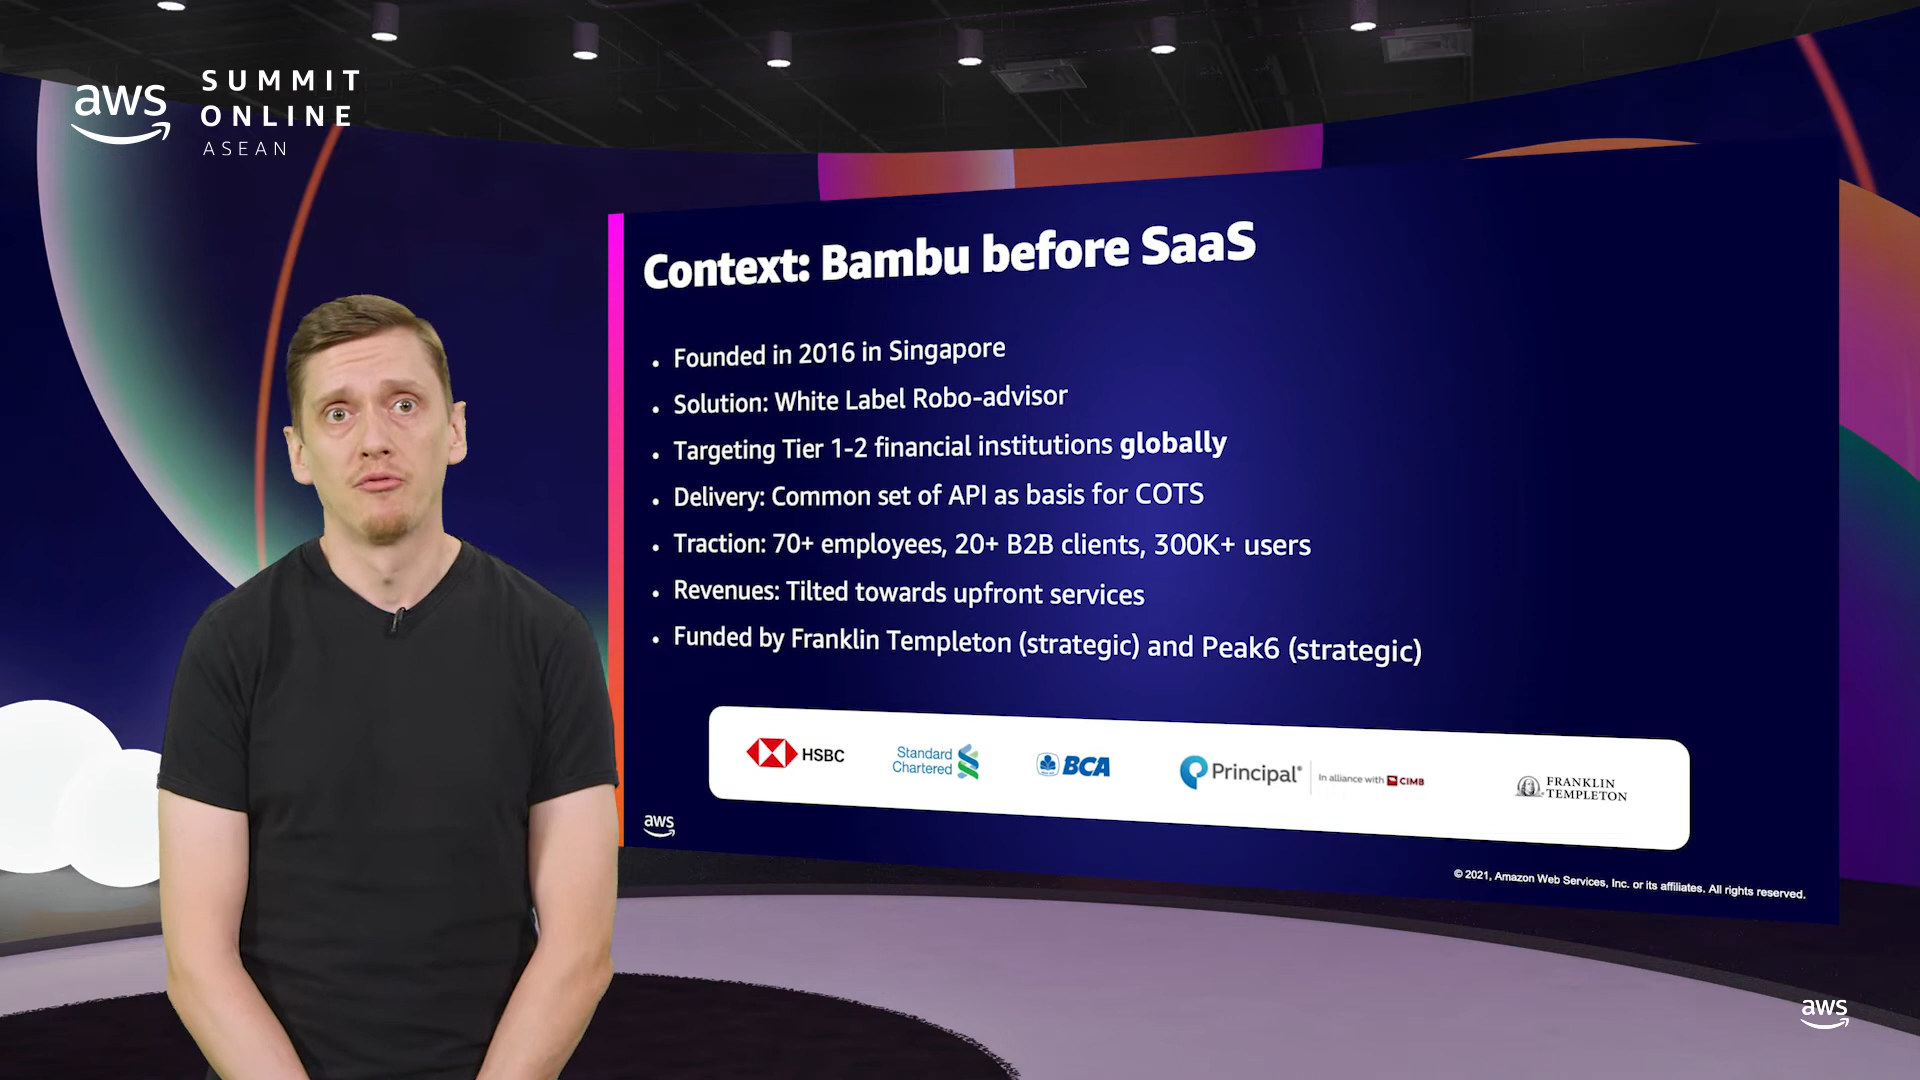 aws
SUMMIT
ONLINE
ASEAN
Context: Bambu before SaaS
• Founded in 2016 in Singapore
• Solution: White Label Robo-advisor
• Targeting Tier 1-2 financial institutions globally
• Delivery: Common set of API as basis for COTS
• Traction: 70+ employees, 20+ B2B clients, 300K+ users
• Revenues: Tilted towards upfront services
• Funded by Franklin Templeton (strategic) and Peak6 (strategic)
HSBC
Standard
Chartered
BCA
Principal®
In alliance with CIMB
FRANKLIN
TEMPLETON
aws
© 2021, Amazon Web Services, Inc. or its affiliates. All rights reserved.
aws